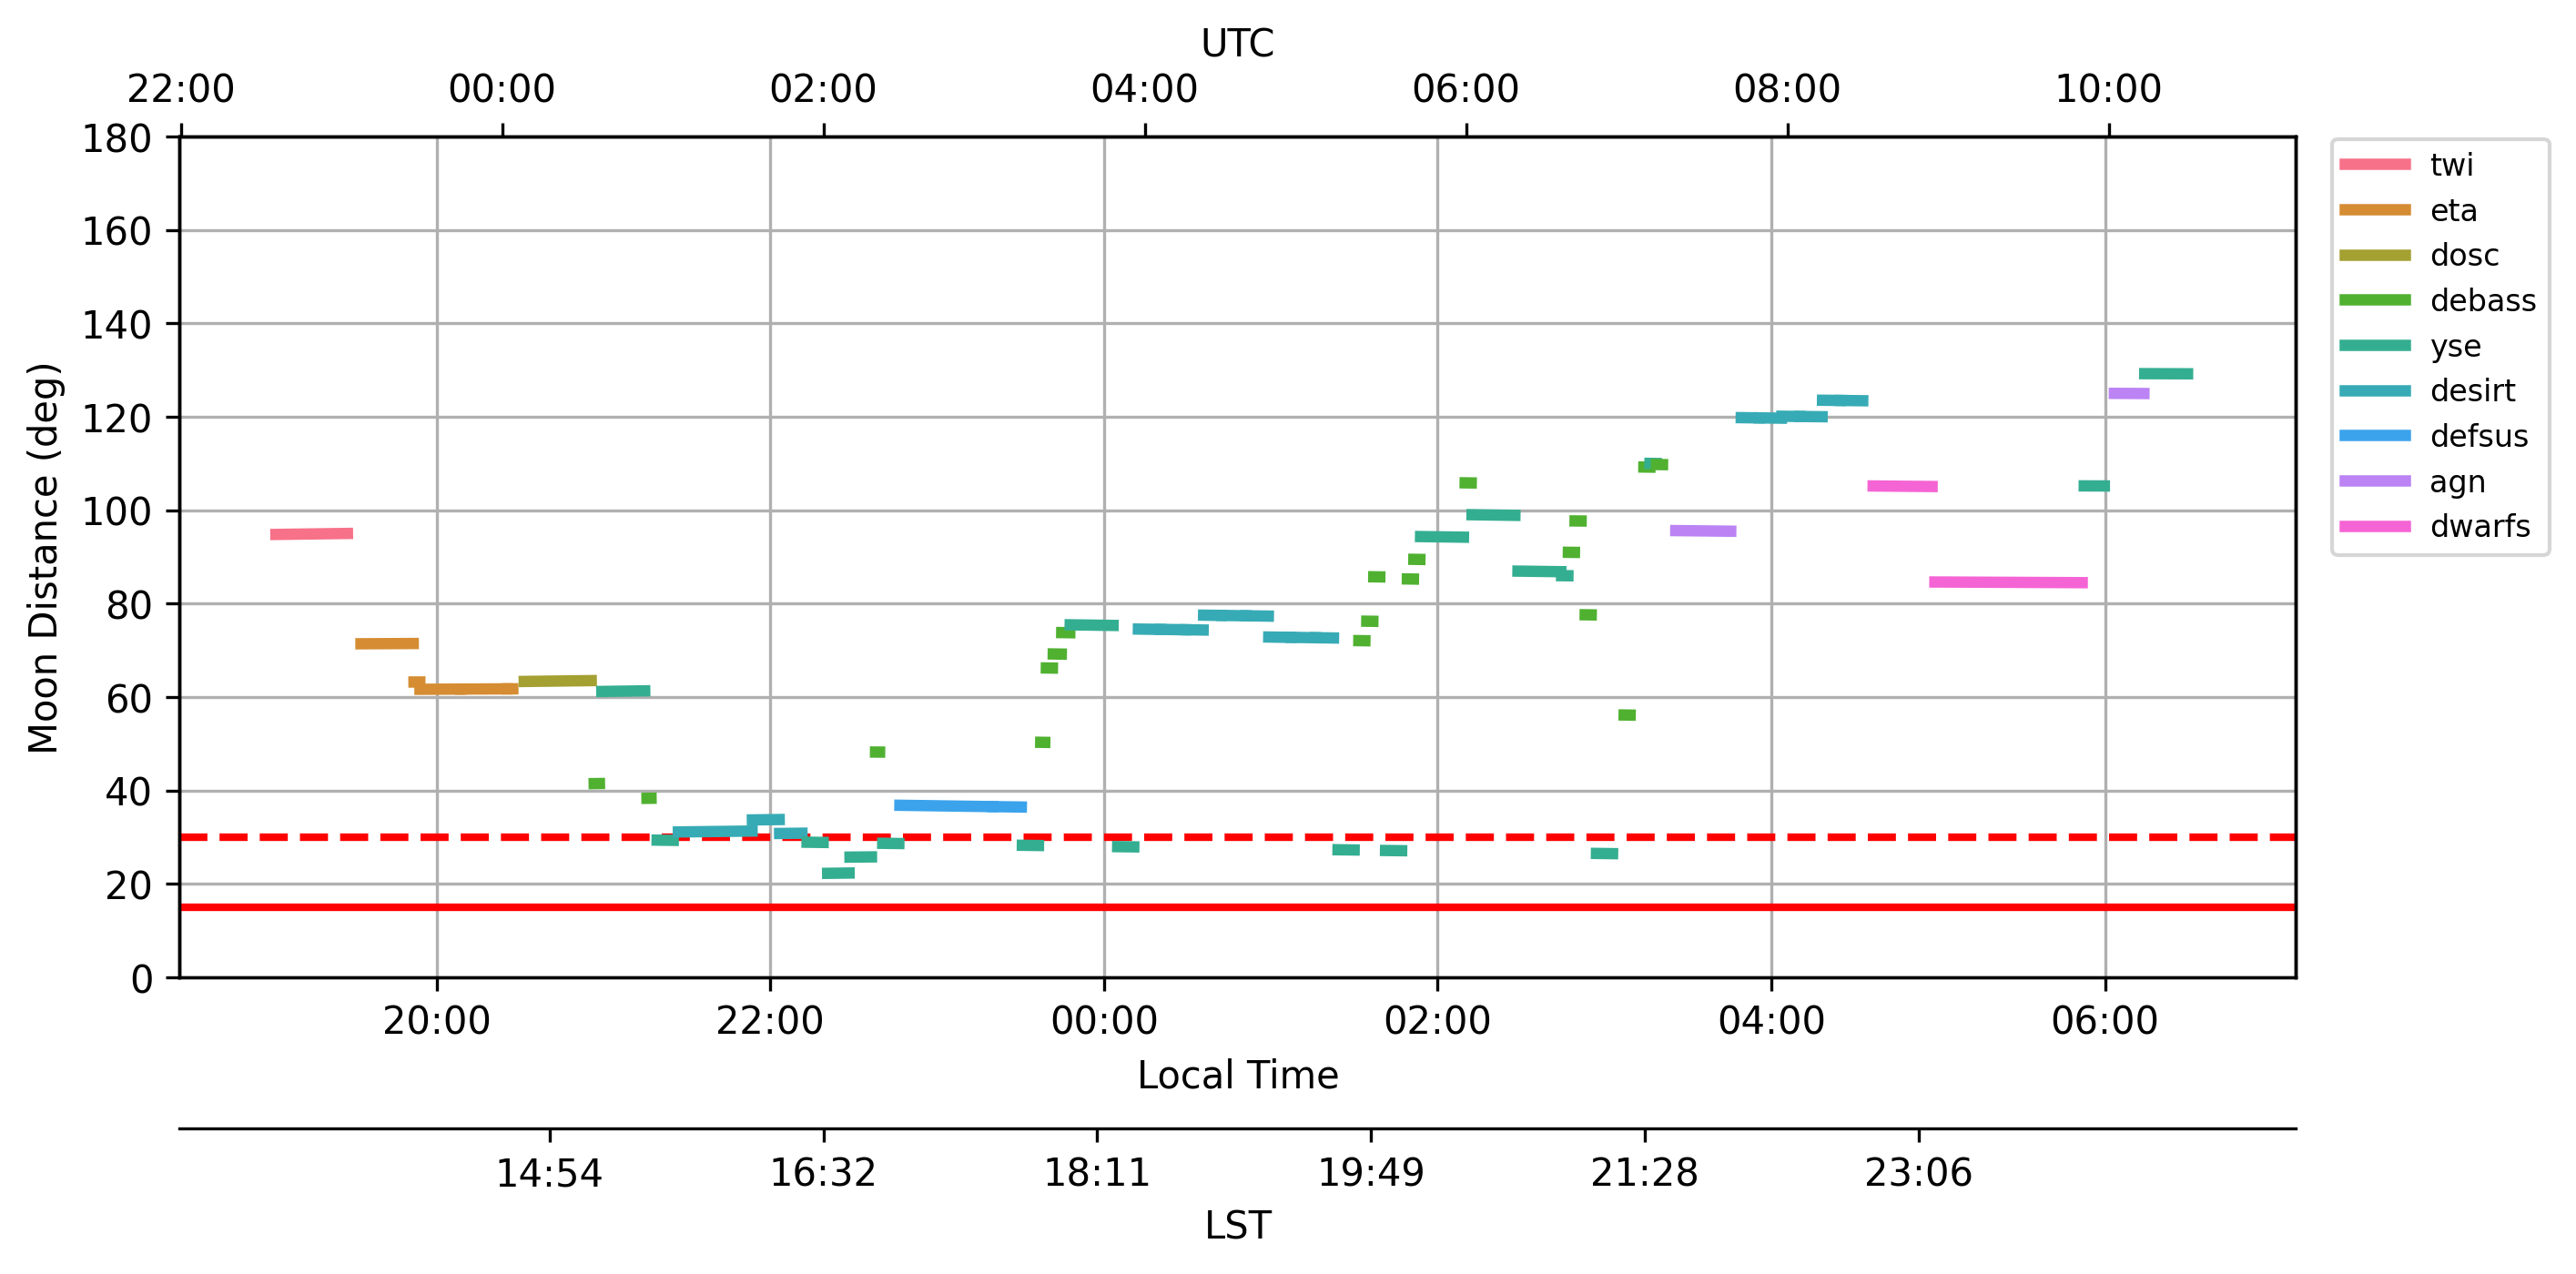 UTC
22:00 00:00 02:00 04:00 06:00 08:00 10:00
180
160
140
120
100
80
60
40
20
0
Moon Distance (deg)
twi
eta
dosc
debass
yse
desirt
defsus
agn
dwarfs
20:00 22:00 00:00 02:00 04:00 06:00
Local Time
14:54 16:32 18:11 19:49 21:28 23:06
LST